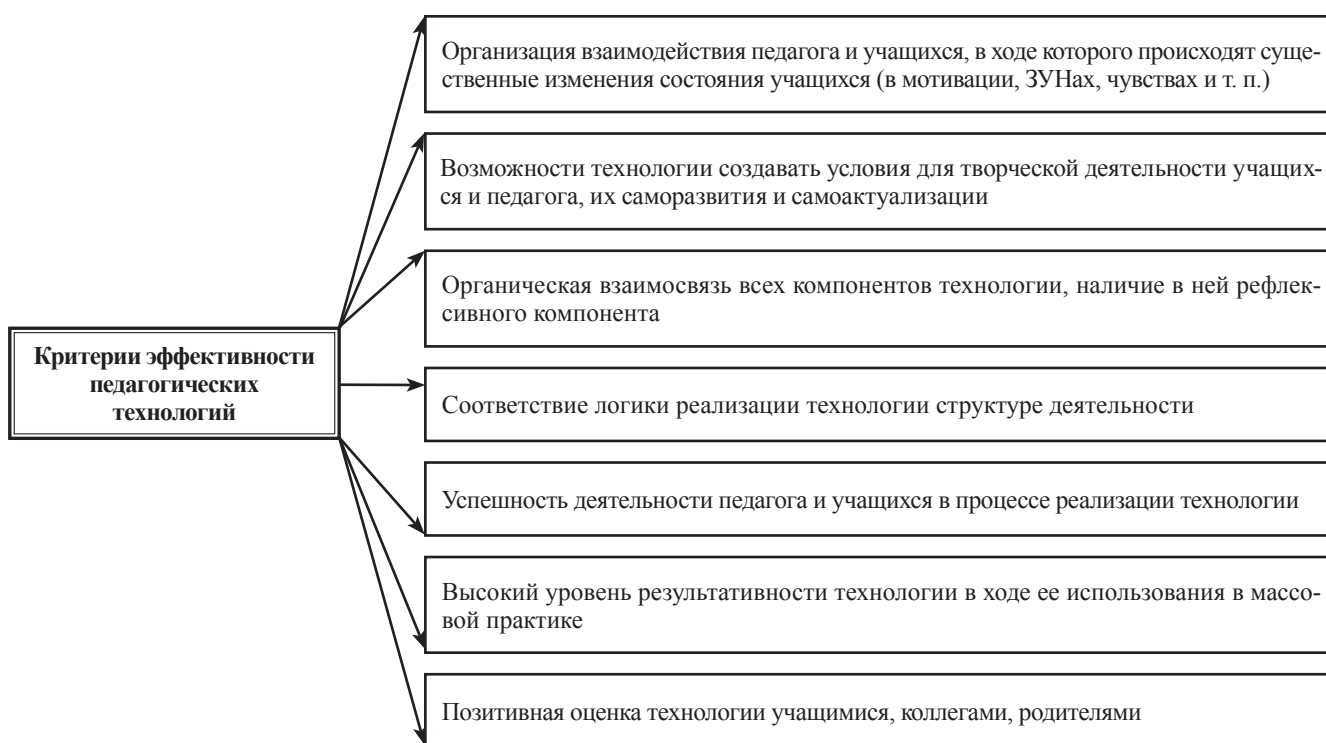 Организация взаимодействия педагога и учащихся, в ходе которого происходят суще-
ственные изменения состояния учащихся (в мотивации, ЗУНах, чувствах и т. п.)
Возможности технологии создавать условия для творческой деятельности учащих-
ся и педагога, их саморазвития и самоактуализации
Органическая взаимосвязь всех компонентов технологии, наличие в ней рефлек-
сивного компонента
Критерии эффективности
педагогических
технологий
Соответствие логики реализации технологии структуре деятельности
Успешность деятельности педагога и учащихся в процессе реализации технологии
Высокий уровень результативности технологии в ходе ее использования в массо-
вой практике
Позитивная оценка технологии учащимися, коллегами, родителями